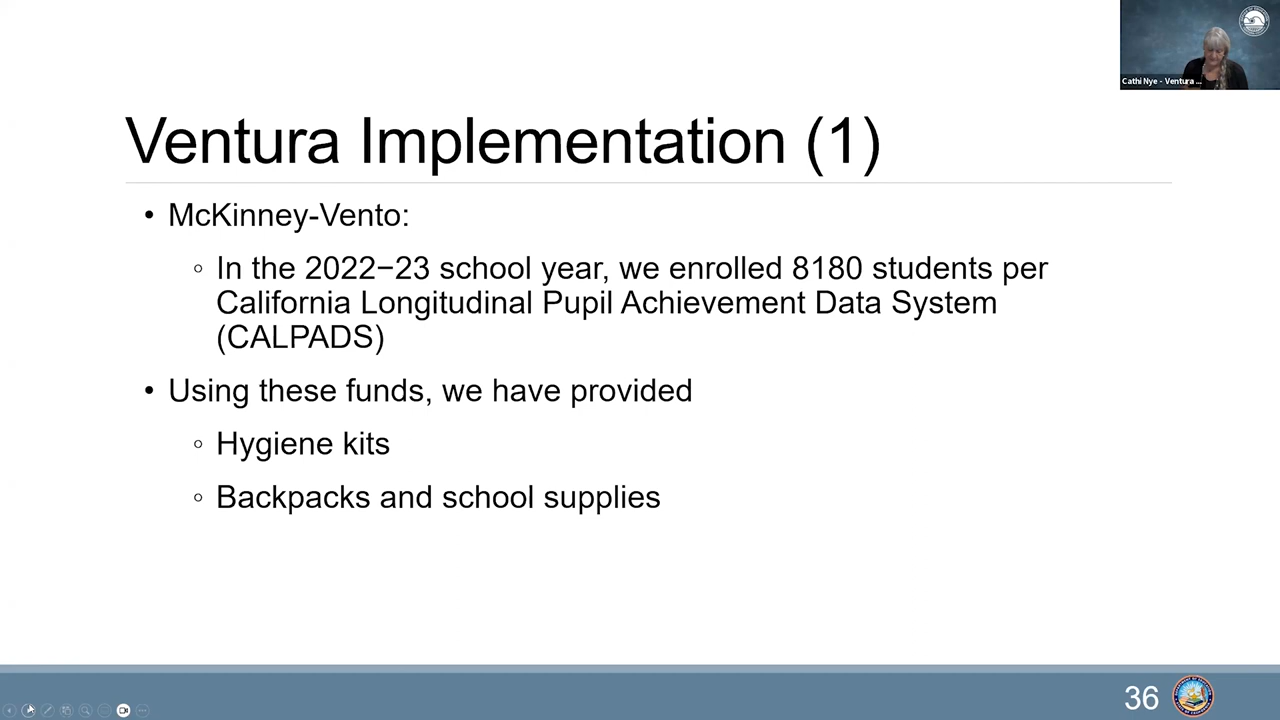 Cathi Nye - Ventura ...
Ventura Implementation (1)
• McKinney-Vento:
◦ In the 2022−23 school year, we enrolled 8180 students per
California Longitudinal Pupil Achievement Data System
(CALPADS)
• Using these funds, we have provided
◦ Hygiene kits
◦ Backpacks and school supplies
36